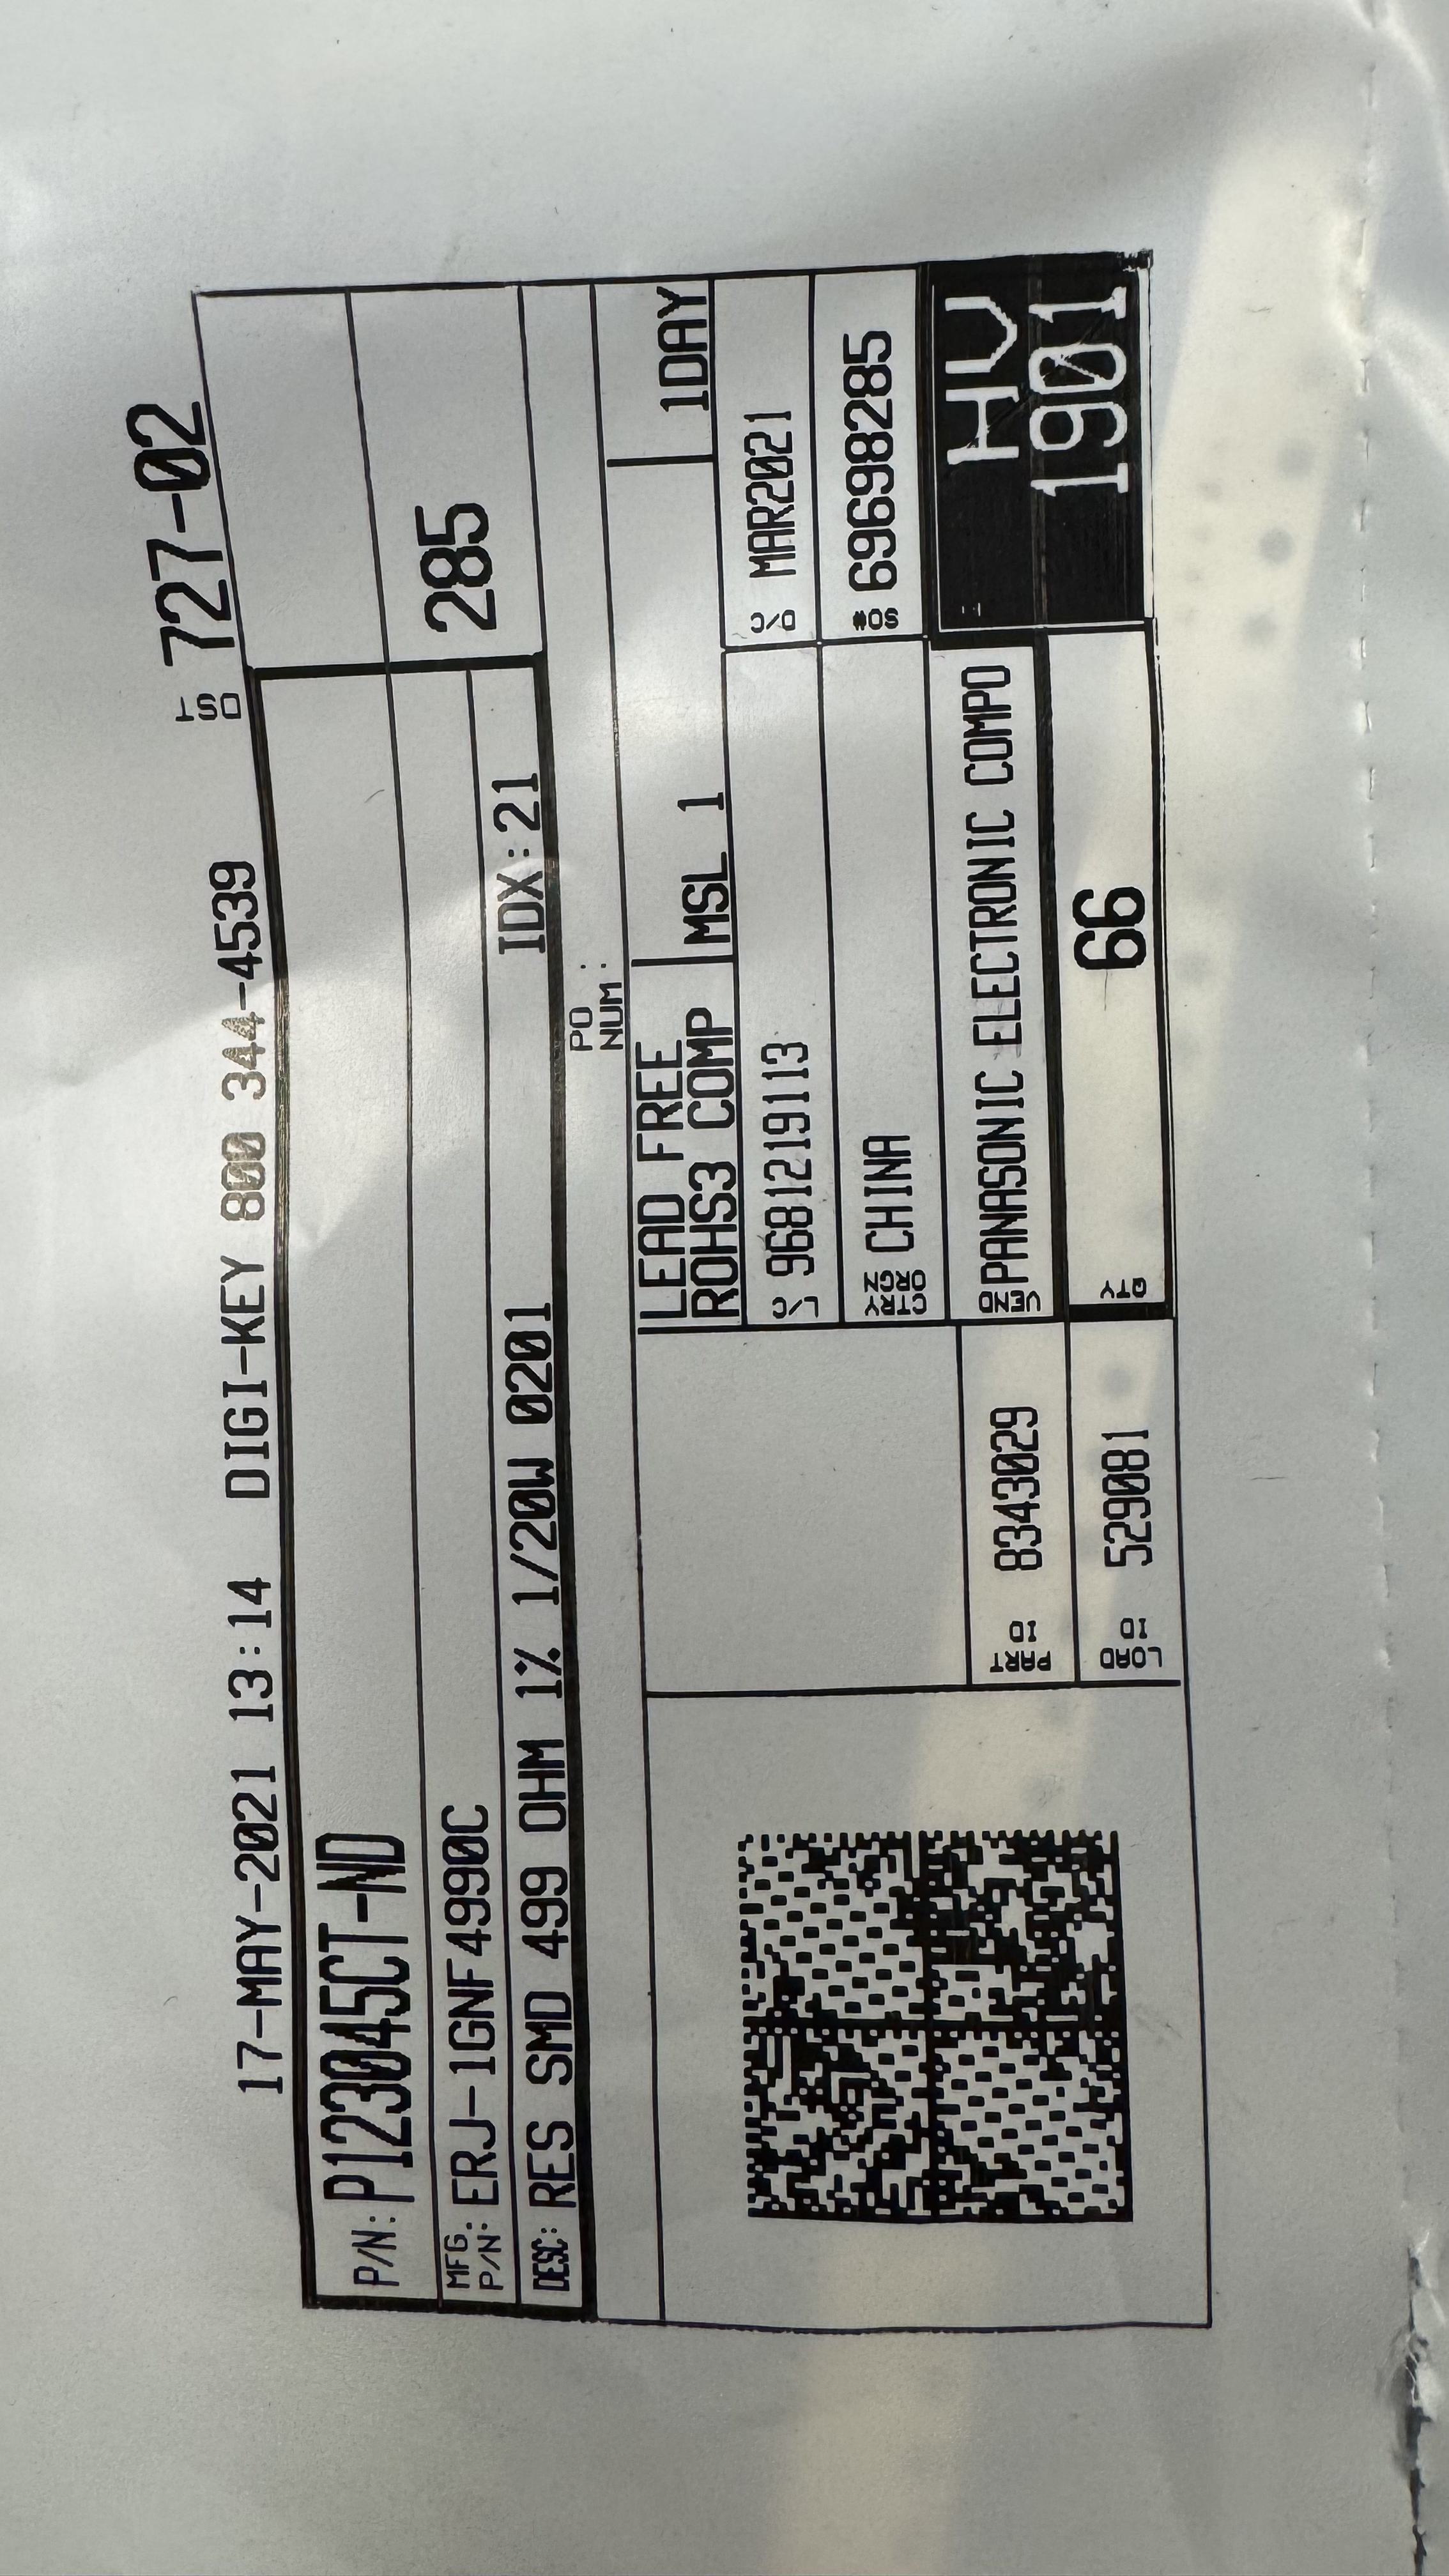 DST 727-02
17-MAY-2021 13:14 DIGI-KEY 800 344-4539
P/N: P123045CT-ND
MFG. P/N: ERJ-1GNF4990C
285
DESC: RES SMD 499 OHM 1% 1/20W 0201 IDX:21
PO NUM:
LEAD FREE
ROHS3 COMP
MSL 1
1DAY
L/C 9681219113
D/C MAR2021
CTRY ORGN CHINA
SO# 69698285
PART ID 8343029
VEND PANASONIC ELECTRONIC COMPO
HV
1901
LOAD ID 529081
QTY 66